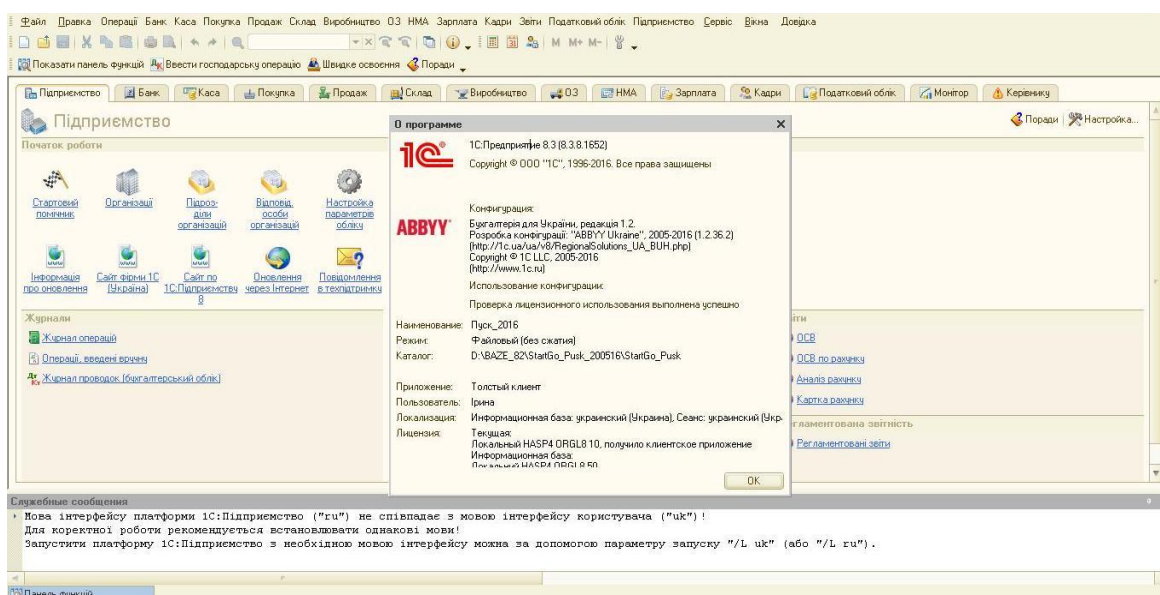 Файл Правка Операції Банк Каса Покупка Продаж Склад Виробництво ОЗ НМА Зарплата Кадри Звіти Податковий облік Підприємство Сервіс Вікна Довідка
M M+ M-
Показати панель функцій Ввести господарську операцію Швидке освоєння Поради
Підприємство Банк Каса Покупка Продаж Склад Виробництво ОЗ НМА Зарплата Кадри Податковий облік Монітор Керівнику
Підприємство
Поради Настройка...
Початок роботи
Стартовий помічник
Організації
Підроз-
діли
організацій
Відповід.
особи
організацій
Настройка
параметрів
обліку
Інформація
про оновлення
Сайт фірми 1С
(Україна)
Сайт по
1С:Підприємству
8
Оновлення
через Інтернет
Повідомлення
в техпідтримку
Журнали
Журнал операцій
Операції, введені вручну
Журнал проводок (бухгалтерський облік)
О программе
1С:Предприятие 8.3 (8.3.8.1652)
Copyright © ООО "1С", 1996-2016. Все права защищены
Конфигурация:
ABBYY
Бухгалтерія для України, редакція 1.2.
Розробка конфігурації: "ABBYY Ukraine", 2005-2016 (1.2.36.2)
(http://1c.ua/ua/v8/RegionalSolutions_UA_BUH.php)
Copyright © 1C LLC, 2005-2016
(http://www.1c.ru)
Использование конфигурации:
Проверка лицензионного использования выполнена успешно
Наименование: Пуск_2016
Режим: Файловый (без сжатия)
Каталог: D:\BAZE_82\StartGo_Pusk_200516\StartGo_Pusk
Приложение: Толстый клиент
Пользователь: Ірина
Локализация: Информационная база: украинский (Украина), Сеанс: украинский (Укр
Лицензия: Текущая:
Локальный HASP4 ORGL8 10, получило клиентское приложение
Информационная база:
Локальный HASP4 ORGL8 50
OK
ОСВ
ОСВ по рахунку
Аналіз рахунку
Картка рахунку
гламентована звітність
Регламентовані звіти
Служебные сообщения
Мова інтерфейсу платформи 1С:Підприємство ("ru") не співпадає з мовою інтерфейсу користувача ("uk")!
Для коректної роботи рекомендується встановлювати однакові мови!
Запустити платформу 1С:Підприємство з необхідною мовою інтерфейсу можна за допомогою параметру запуску "/L uk" (або "/L ru").
Панель функцій